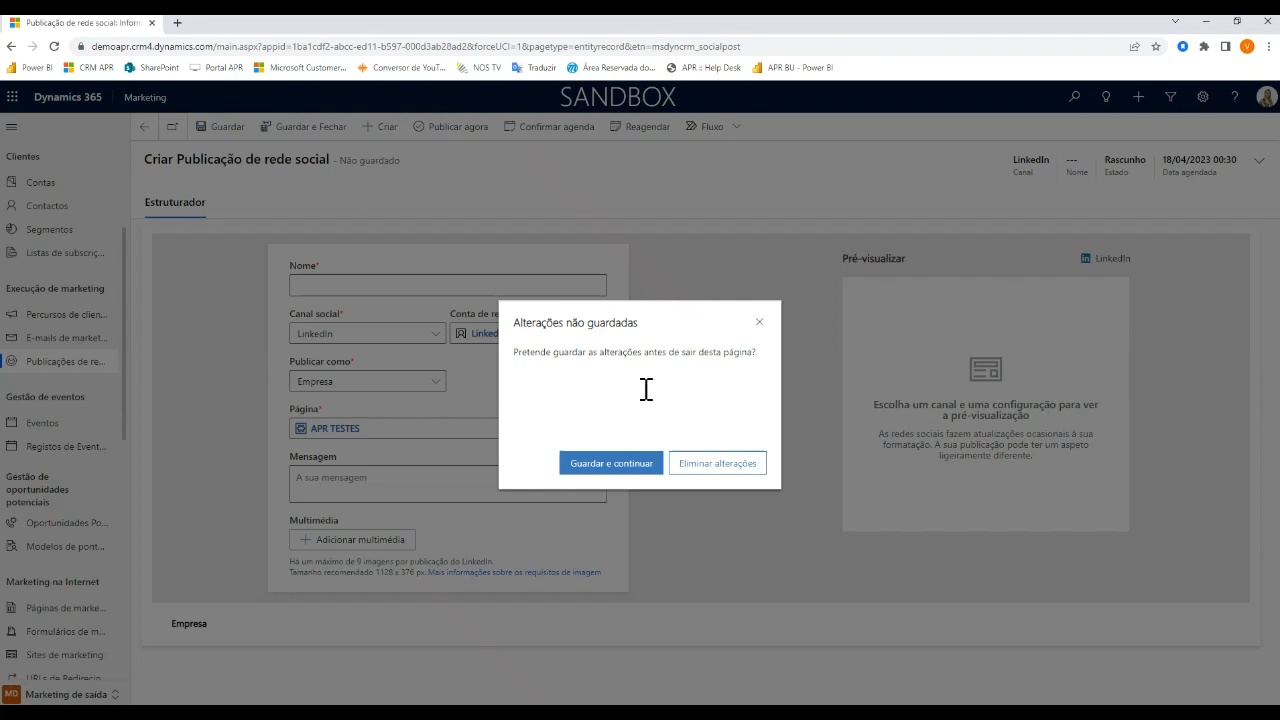 Publicação de rede social: Inform
demoapr.crm4.dynamics.com/main.aspx?appid=1ba1cdf2-abcc-ed11-b597-000d3ab28ad2&forceUCI=1&pagetype=entityrecord&etn=msdyncrm_socialpost
Power BI
CRM APR
SharePoint
Portal APR
Microsoft Customer...
Conversor de YouT...
NOS TV
Traduzir
Área Reservada do...
APR :: Help Desk
APR BU - Power BI
V
Dynamics 365
Marketing
SANDBOX
Guardar
Guardar e Fechar
Criar
Publicar agora
Confirmar agenda
Reagendar
Fluxo
Clientes
Contas
Contactos
Segmentos
Listas de subscriç...
Execução de marketing
Percursos de clien...
E-mails de market...
Publicações de re...
Gestão de eventos
Eventos
Registos de Event...
Gestão de
oportunidades
potenciais
Oportunidades Po...
Modelos de pont...
Marketing na Internet
Páginas de marke...
Formulários de m...
Sites de marketing
URLs de Redirecio
MD Marketing de saída
Criar Publicação de rede social - Não guardado
LinkedIn
Canal
---
Nome
Rascunho
Estado
18/04/2023 00:30
Data agendada
Estruturador
Nome*
Canal social*
LinkedIn
Conta de re
Linked
Publicar como*
Empresa
Página*
APR TESTES
Mensagem
A sua mensagem
Multimédia
Adicionar multimédia
Há um máximo de 9 imagens por publicação do LinkedIn.
Tamanho recomendado 1128 x 376 px. Mais informações sobre os requisitos de imagem
Empresa
Alterações não guardadas
Pretende guardar as alterações antes de sair desta página?
Guardar e continuar
Eliminar alterações
Pré-visualizar
LinkedIn
Escolha um canal e uma configuração para ver
a pré-visualização
As redes sociais fazem atualizações ocasionais à sua
formatação. A sua publicação pode ter um aspeto
ligeiramente diferente.